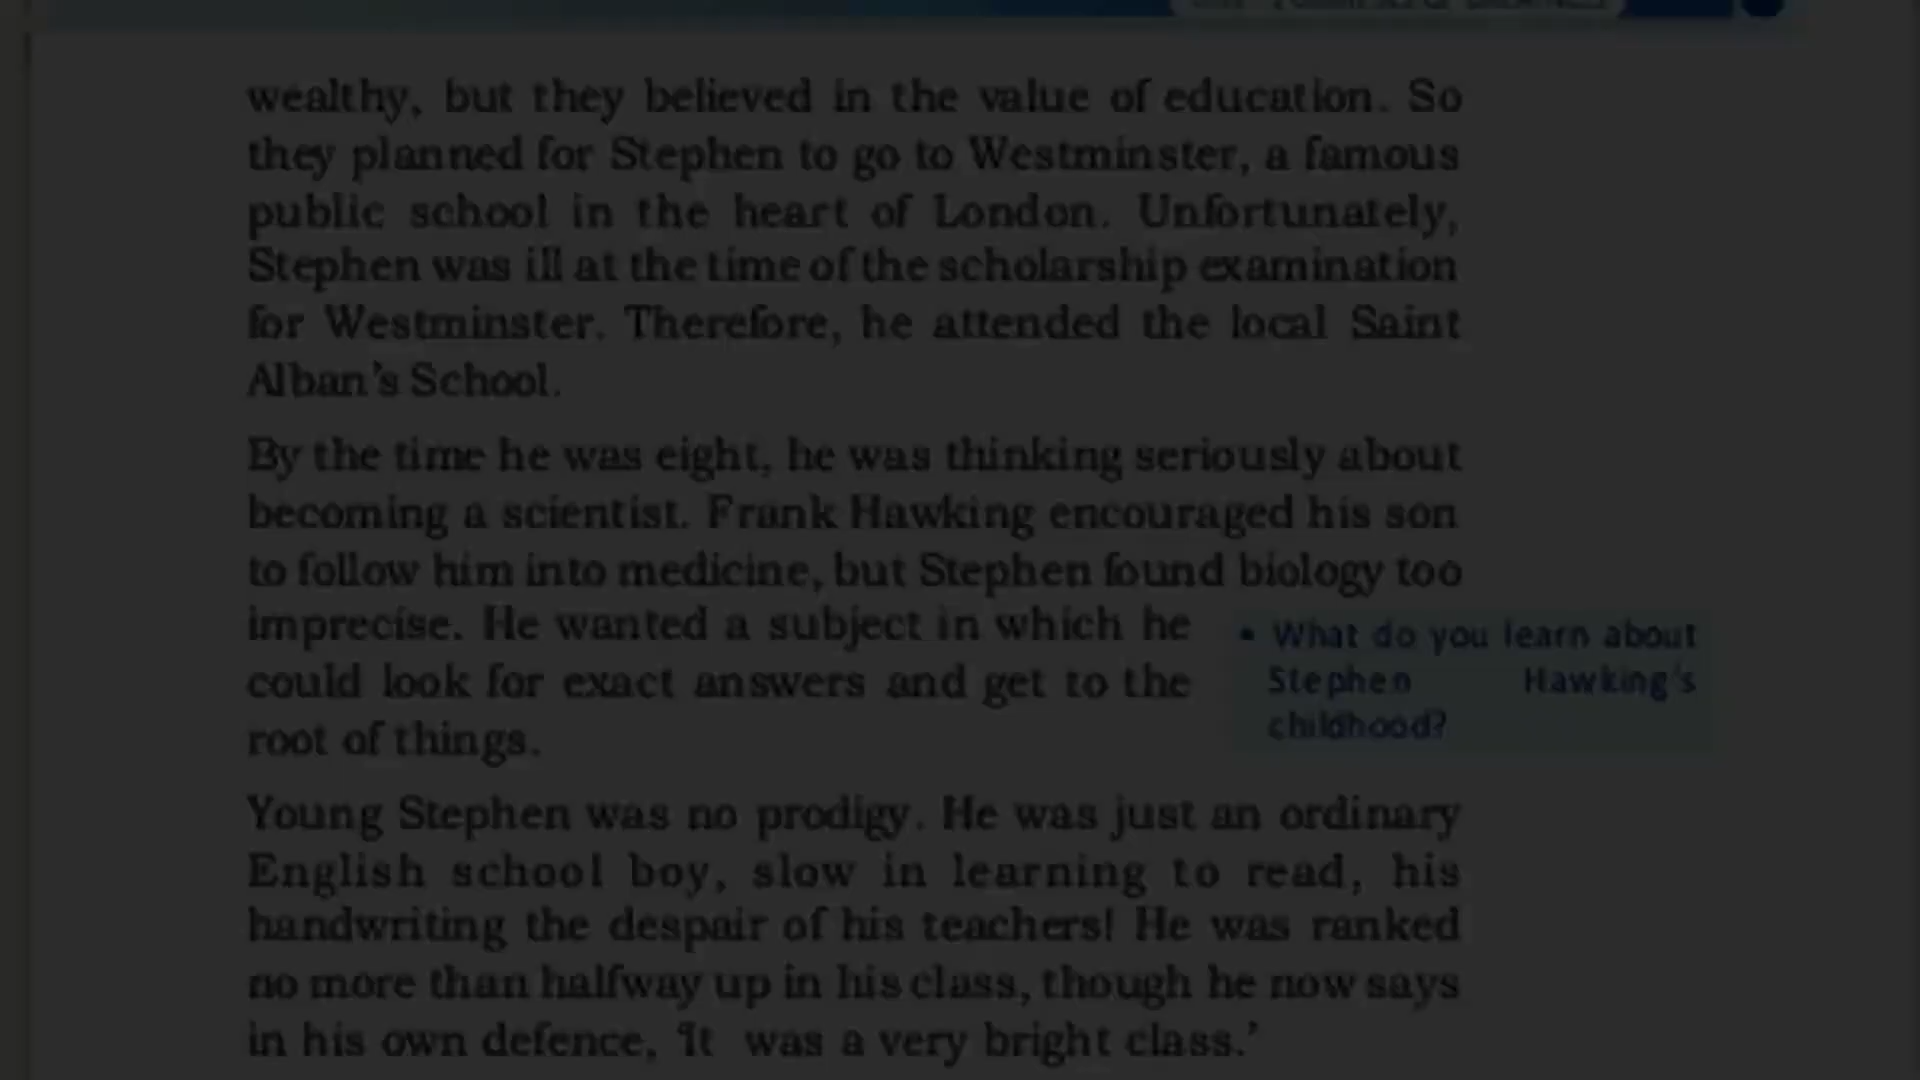 wealthy, but they believed in the value of education. So
they planned for Stephen to go to Westminster, a famous
public school in the heart of London. Unfortunately,
Stephen was ill at the time of the scholarship examination
for Westminster. Therefore, he attended the local Saint
Alban’s School.
By the time he was eight, he was thinking seriously about
becoming a scientist. Frank Hawking encouraged his son
to follow him into medicine, but Stephen found biology too
imprecise. He wanted a subject in which he
could look for exact answers and get to the
root of things.
• What do you learn about
Stephen Hawking’s
childhood?
Young Stephen was no prodigy. He was just an ordinary
English school boy, slow in learning to read, his
handwriting the despair of his teachers! He was ranked
no more than halfway up in his class, though he now says
in his own defence, ‘It was a very bright class.’